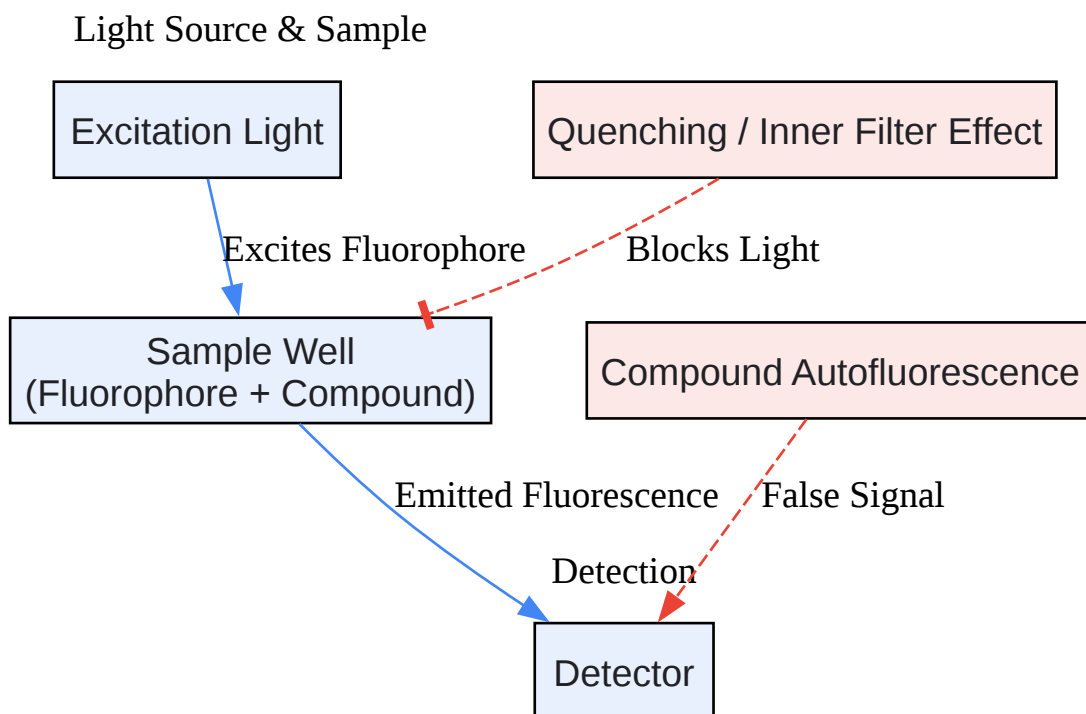 Light Source & Sample
Excitation Light
Quenching / Inner Filter Effect
Excites Fluorophore
Blocks Light
Sample Well
(Fluorophore + Compound)
Compound Autofluorescence
Emitted Fluorescence
False Signal
Detection
Detector